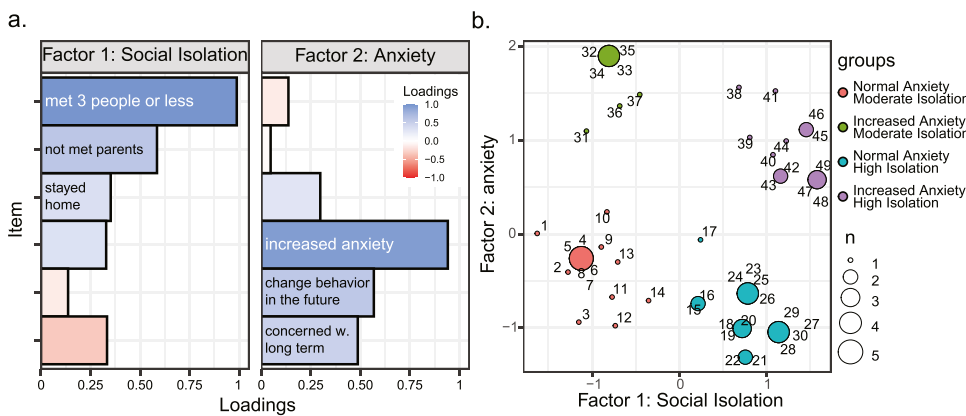 a.
Factor 1: Social Isolation
Factor 2: Anxiety
Item
met 3 people or less
not met parents
stayed
home
increased anxiety
change behavior
in the future
concerned w.
long term
Loadings
1.0
0.5
0.0
−0.5
−1.0
0 0.25 0.75 1
0 0.25 0.75 1
Loadings
b.
Factor 2: anxiety
2
1
0
−1
32 35
34 33
37
36
31
38 41
46
39 45
44
40
42 49
43 47
48
10
1
17
4 9
5
13
2 8 6
7
11 14
3 12
23
24 25
26
16
15
29
18 20 27
19 30
28
22 21
−1 0 1
Factor 1: Social Isolation
groups
Normal Anxiety
Moderate Isolation
Increased Anxiety
Moderate Isolation
Normal Anxiety
High Isolation
Increased Anxiety
High Isolation
n
1
2
3
4
5